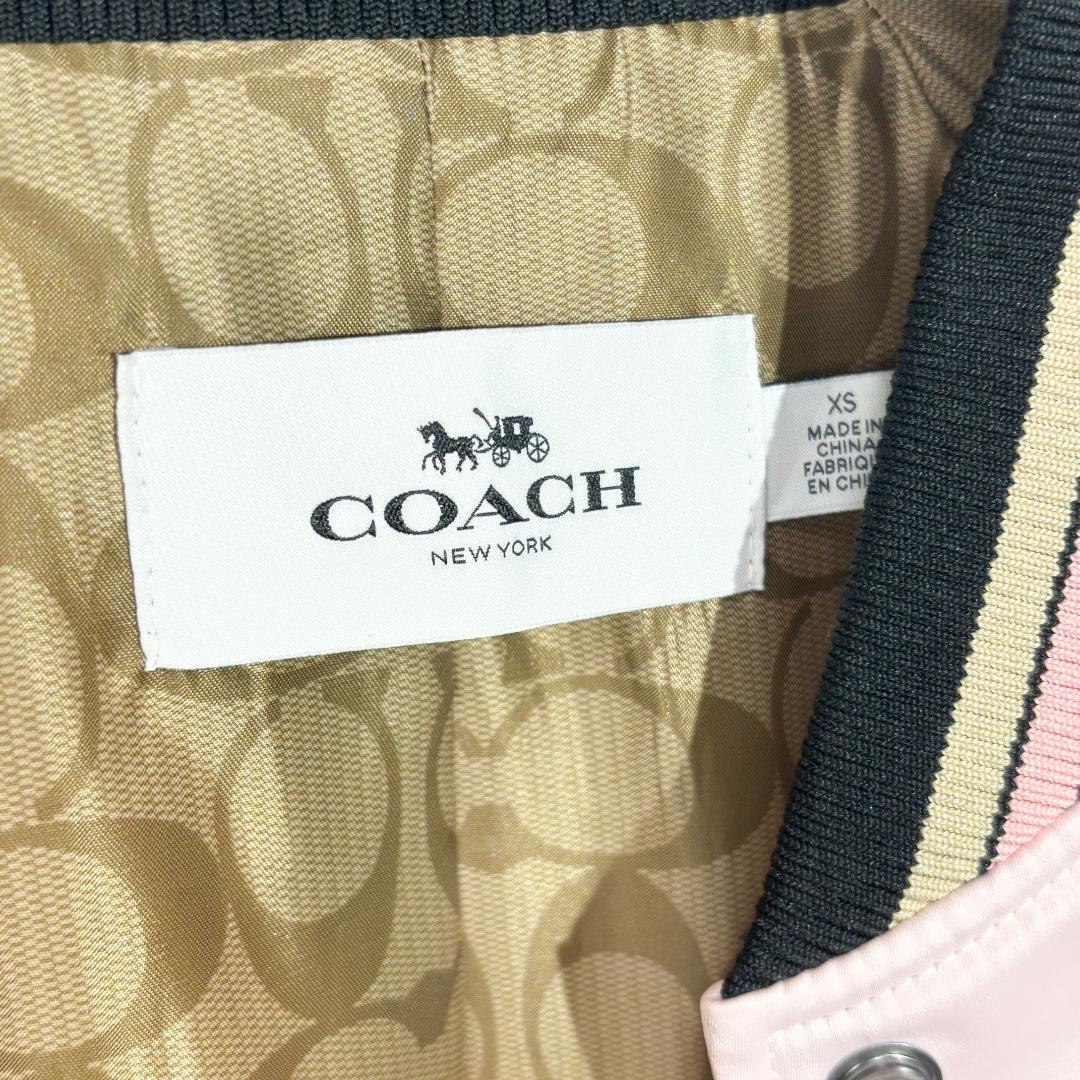 COACH
NEW YORK
XS
MADE IN
CHINA
FABRIQU
EN CHI